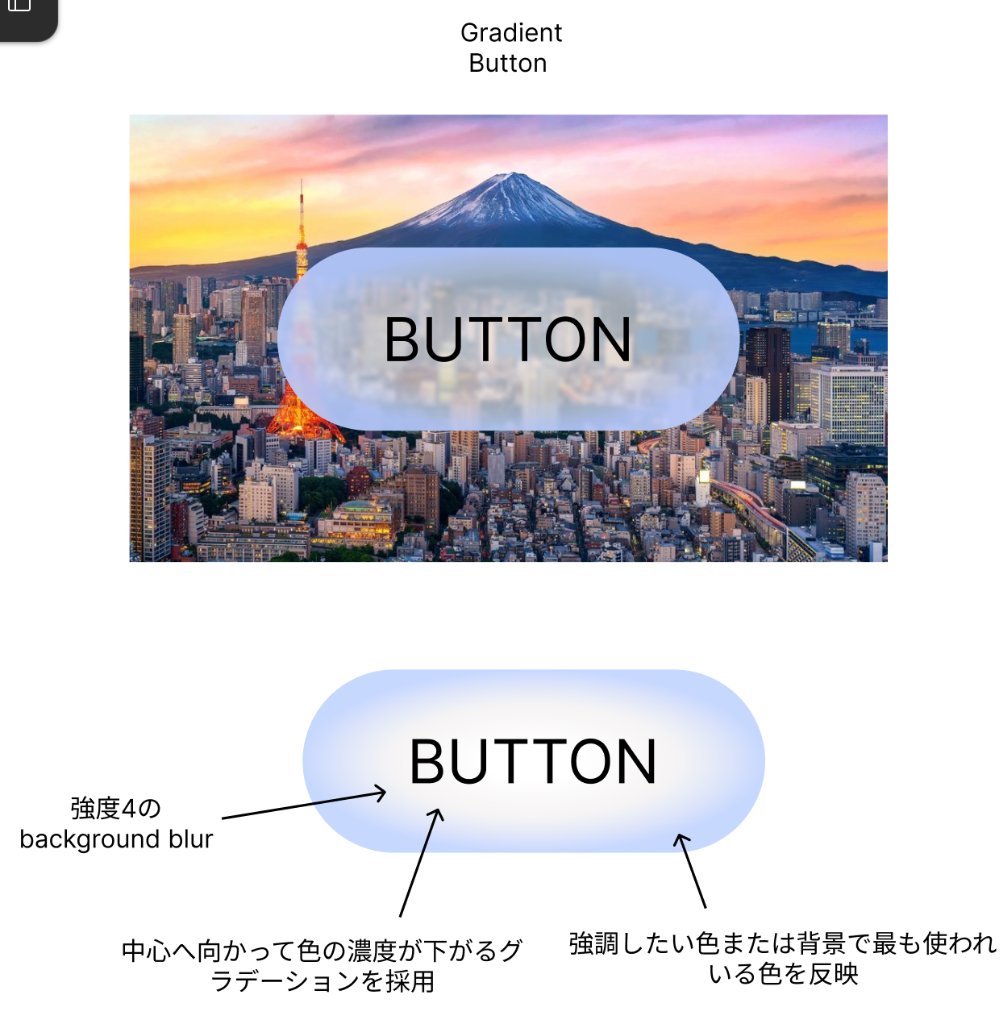 Gradient
Button
BUTTON
BUTTON
強度4の
background blur
中心へ向かって色の濃度が下がるグ
ラデーションを採用
強調したい色または背景で最も使われ
いる色を反映